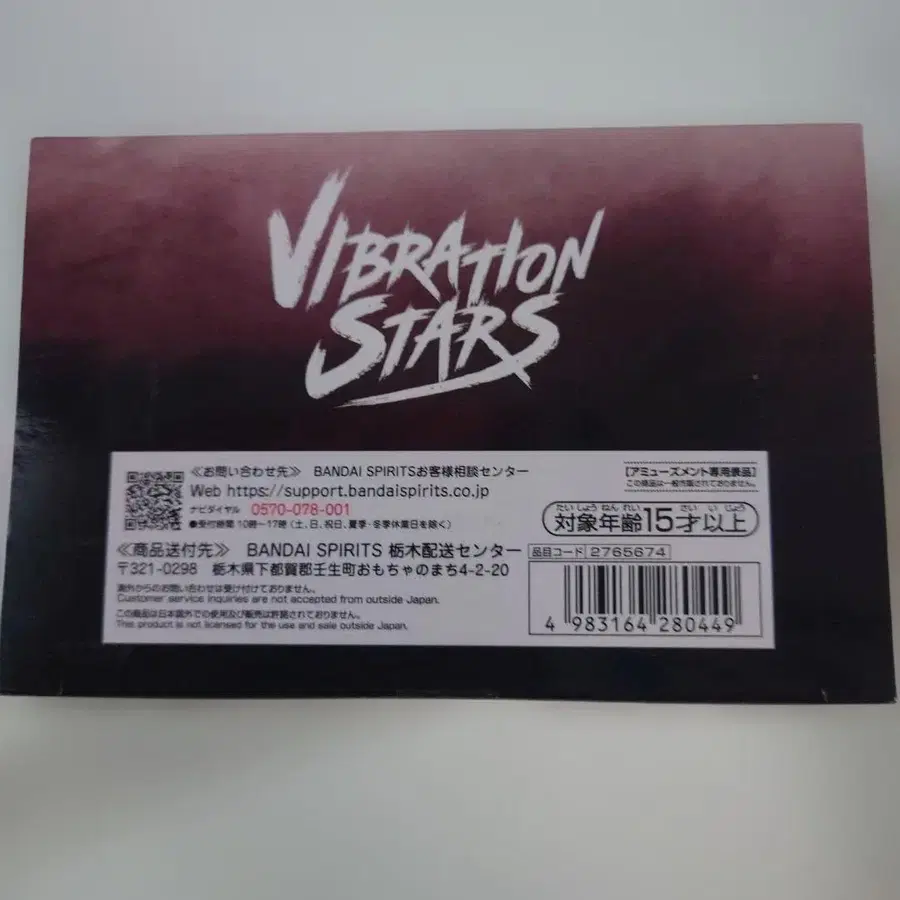 VIBRATION
STARS
≪お問い合わせ先≫ BANDAI SPIRITSお客様相談センター
Web https://support.bandaispirits.co.jp
ナビダイヤル 0570-078-001
●受付時間 10時~17時 (土、日、祝日、夏季・冬季休業日を除く)
≪商品送付先≫ BANDAI SPIRITS 栃木配送センター
〒321-0298 栃木県下都賀郡壬生町おもちゃのまち4-2-20
海外からのお問い合わせは受け付けておりません。
Customer service inquiries are not accepted from outside Japan.
この商品は日本国外での使用及び販売は許諾されておりません。
This product is not licensed for the use and sale outside Japan.
【アミューズメント専用景品】
この商品は一般市販されておりません。
たいしょうねんれい さいいじょう
対象年齢15才以上
品目コード 2765674
4 983164 280449